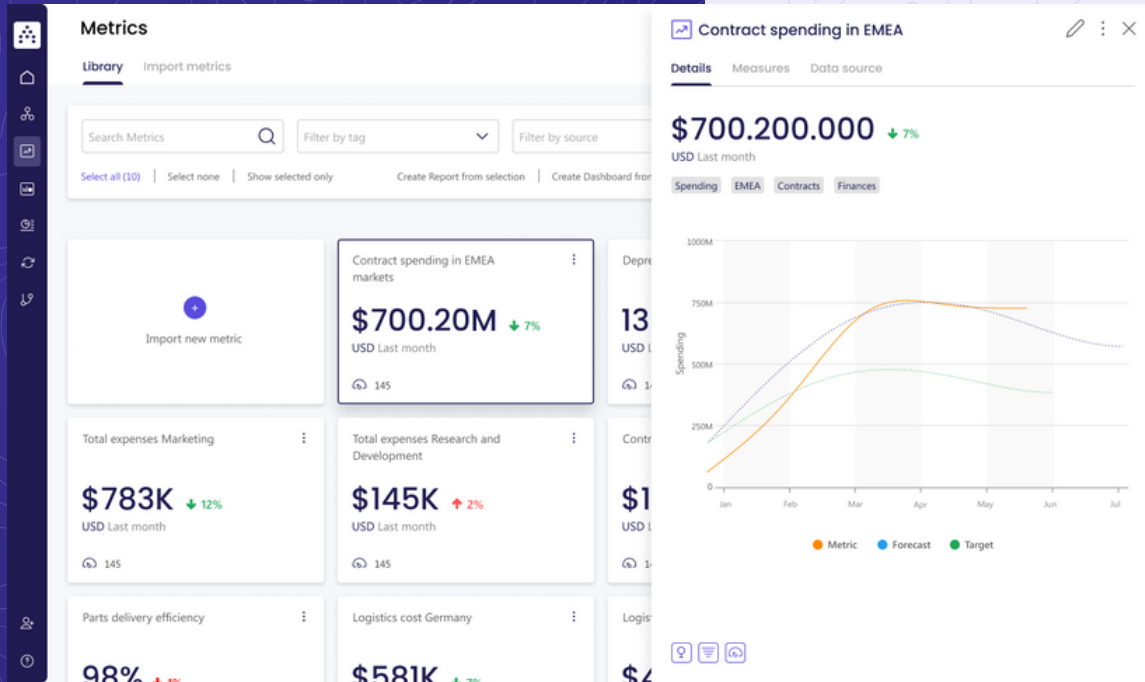 Metrics
Library Import metrics
Search Metrics Filter by tag Filter by source
Select all (10) Select none Show selected only Create Report from selection Create Dashboard
Import new metric
Contract spending in EMEA
markets
$700.20M 7%
USD Last month
145
13
USD
Total expenses Marketing
$783K 12%
USD Last month
145
Total expenses Research and
Development
$145K 2%
USD Last month
145
$1
USD
Parts delivery efficiency
98%
Logistics cost Germany
$581K
Contract spending in EMEA
Details Measures Data source
$700.200.000 7%
USD Last month
Spending EMEA Contracts Finances
1000M
750M
500M
250M
0
Spending
Jan Feb Mar Apr May Jun Jul
Metric Forecast Target